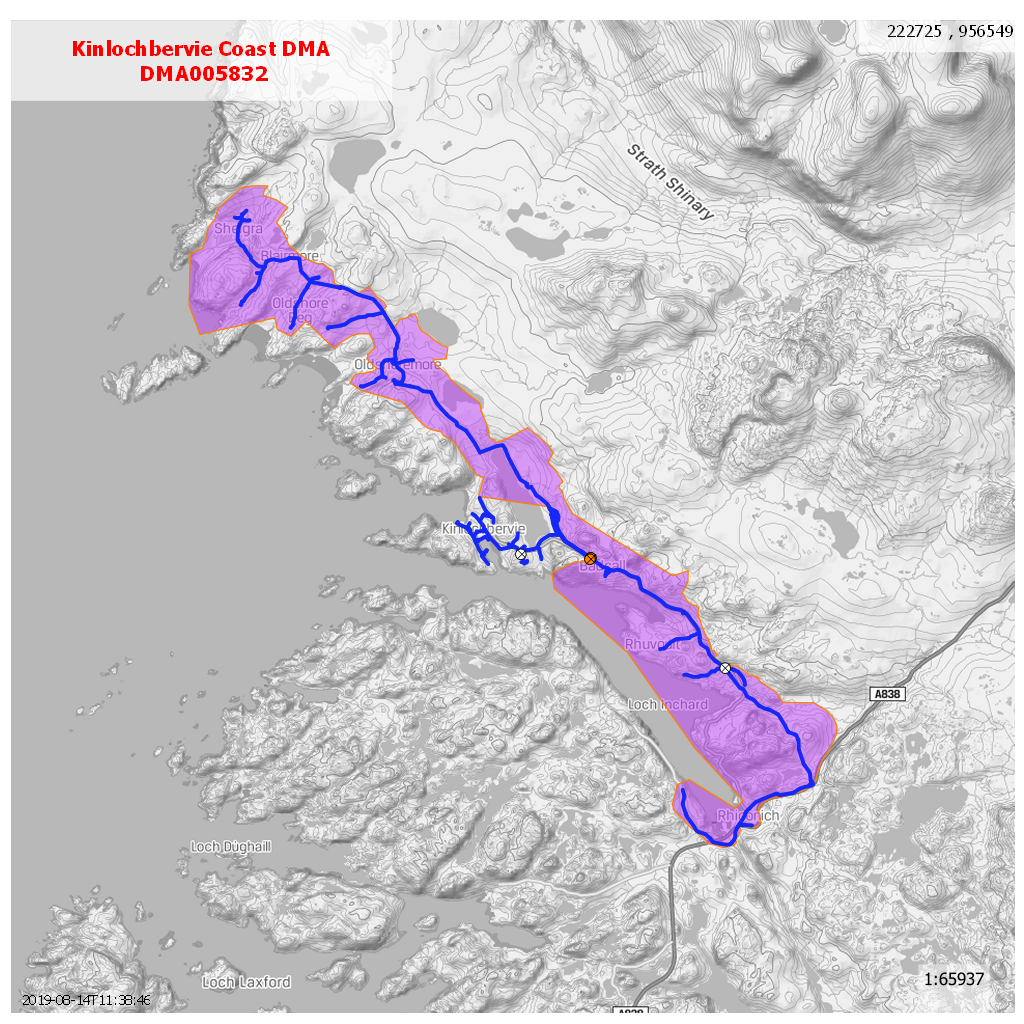 Kinlochbervie Coast DMA
DMA005832
222725 , 956549
Strath Shinary
Sheigra
Blairmore
Oldshore
Beg
Oldshoremore
Kinlochbervie
Badcall
Rhuvoult
Loch Inchard
A838
Rhiconich
Loch Dùghaill
Loch Laxford
1:65937
2019-08-14T11:38:46
A838